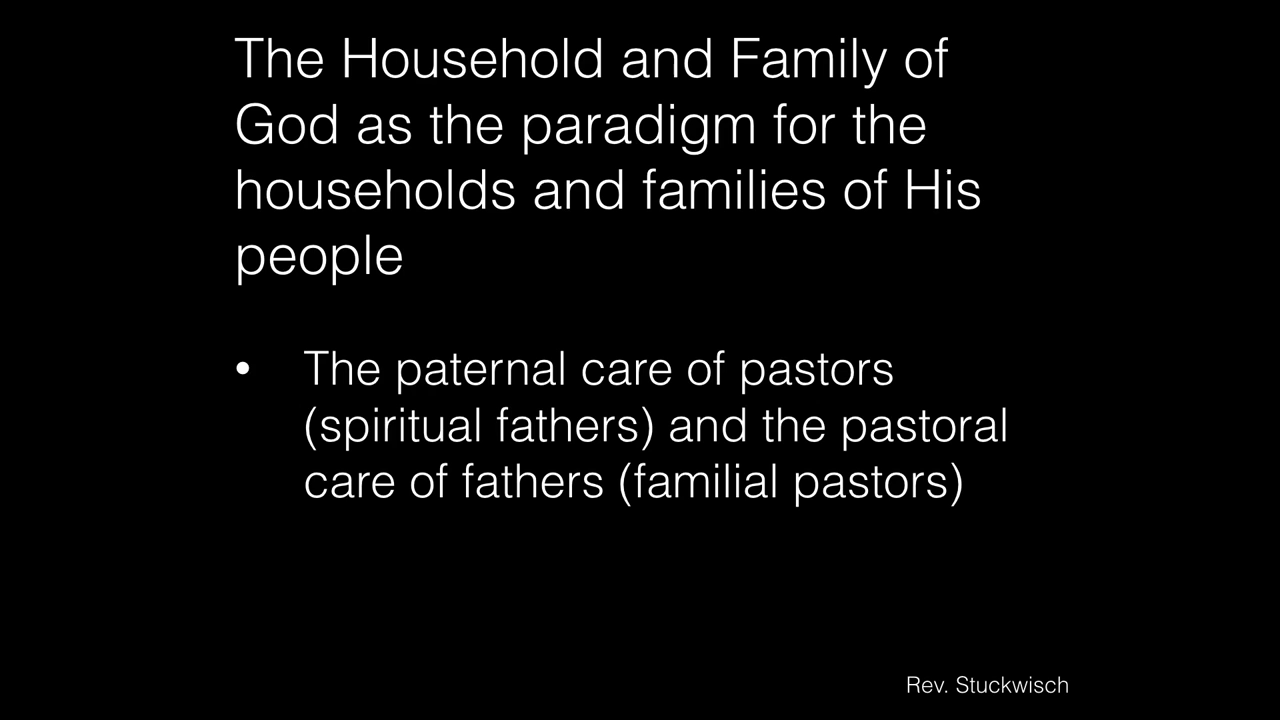 The Household and Family of
God as the paradigm for the
households and families of His
people
• The paternal care of pastors
(spiritual fathers) and the pastoral
care of fathers (familial pastors)
Rev. Stuckwisch